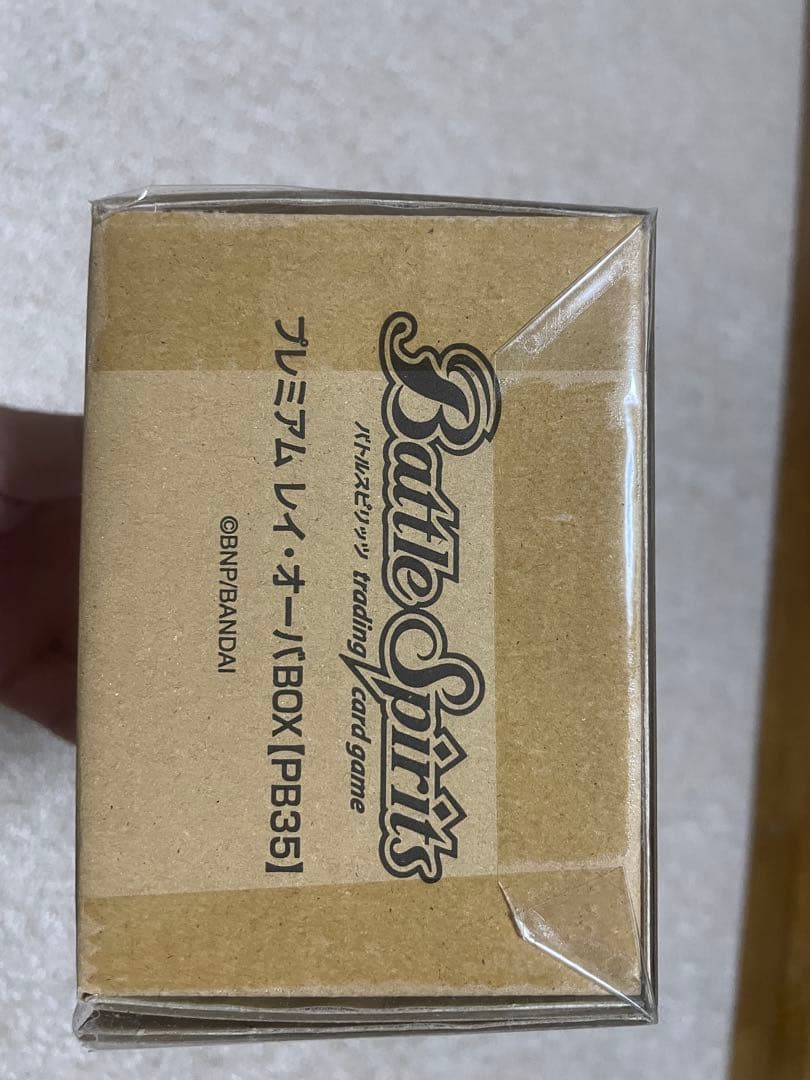 Battle Spirits
バトルスピリッツ trading card game
プレミアム レイ・オーバBOX【PB35】
©BNP/BANDAI